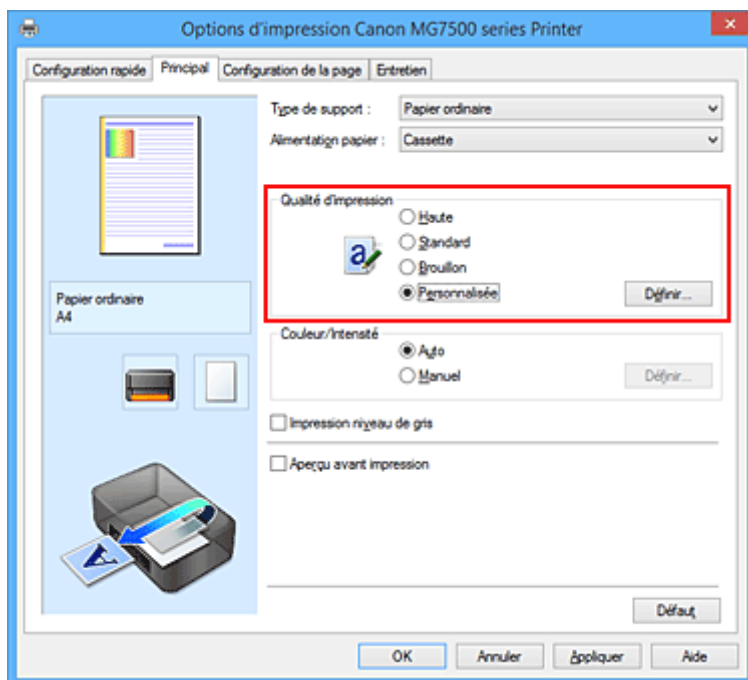 Options d'impression Canon MG7500 series Printer
Configuration rapide Principal Configuration de la page Entretien
Type de support : Papier ordinaire
Alimentation papier : Cassette
Qualité d'impression
Haute
Standard
Brouillon
Personnalisée Définir...
Papier ordinaire
A4
Couleur/Intensité
Auto
Manuel Définir...
Impression niveau de gris
Aperçu avant impression
Défaut
OK Annuler Appliquer Aide